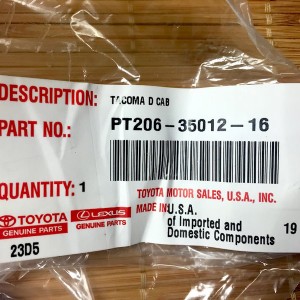 DESCRIPTION: TACOMA D CAB
PART NO.: PT206-35012-16
QUANTITY: 1
TOYOTA MOTOR SALES, U.S.A., INC.
MADE IN: U.S.A.
of Imported and
Domestic Components
19
TOYOTA LEXUS
GENUINE PARTS GENUINE PARTS
23D5